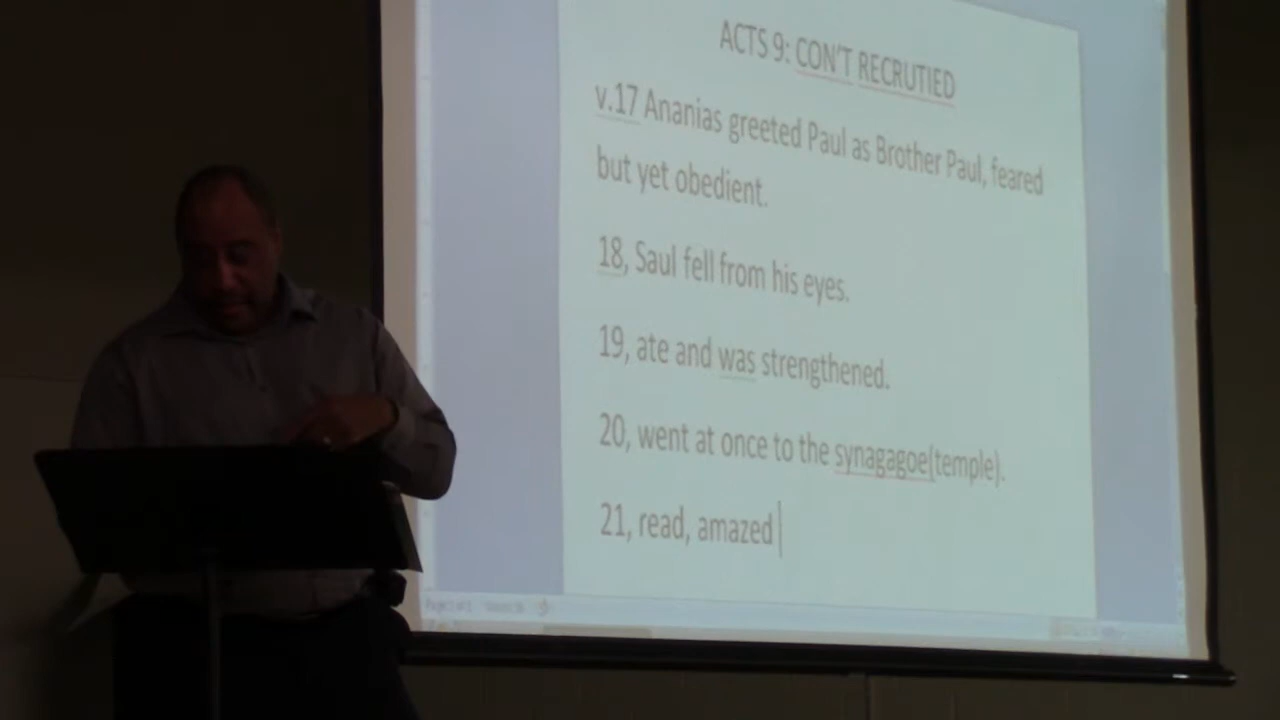 ACTS 9: CON'T RECRUTIED
v.17 Ananias greeted Paul as Brother Paul, feared
but yet obedient.
18, Saul fell from his eyes.
19, ate and was strengthened.
20, went at once to the synagagoe(temple).
21, read, amazed